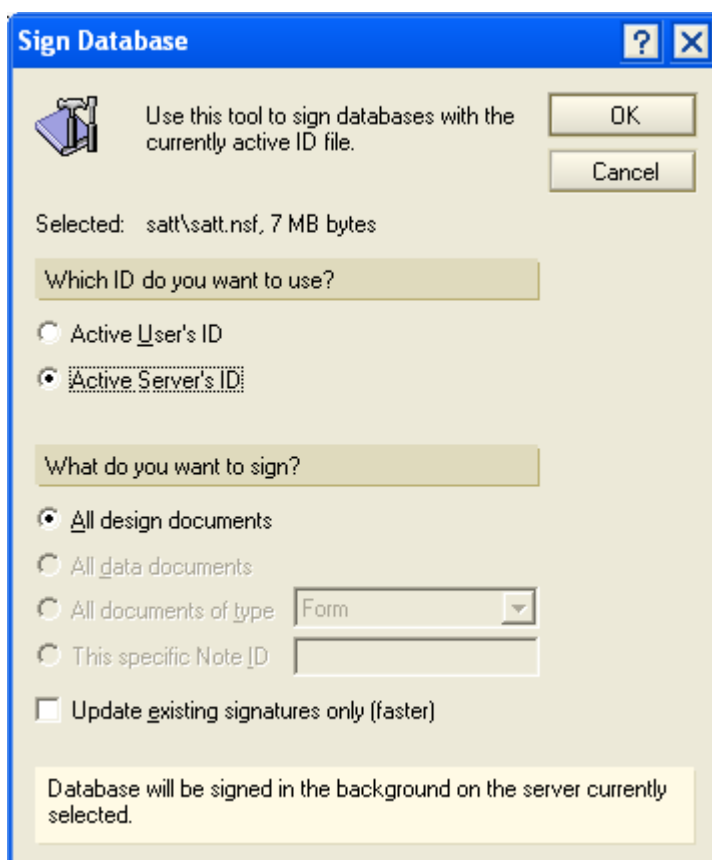 Sign Database
Use this tool to sign databases with the
currently active ID file.
OK
Cancel
Selected: satt\satt.nsf, 7 MB bytes
Which ID do you want to use?
Active User's ID
Active Server's ID
What do you want to sign?
All design documents
All data documents
All documents of type Form
This specific Note ID
Update existing signatures only (faster)
Database will be signed in the background on the server currently
selected.